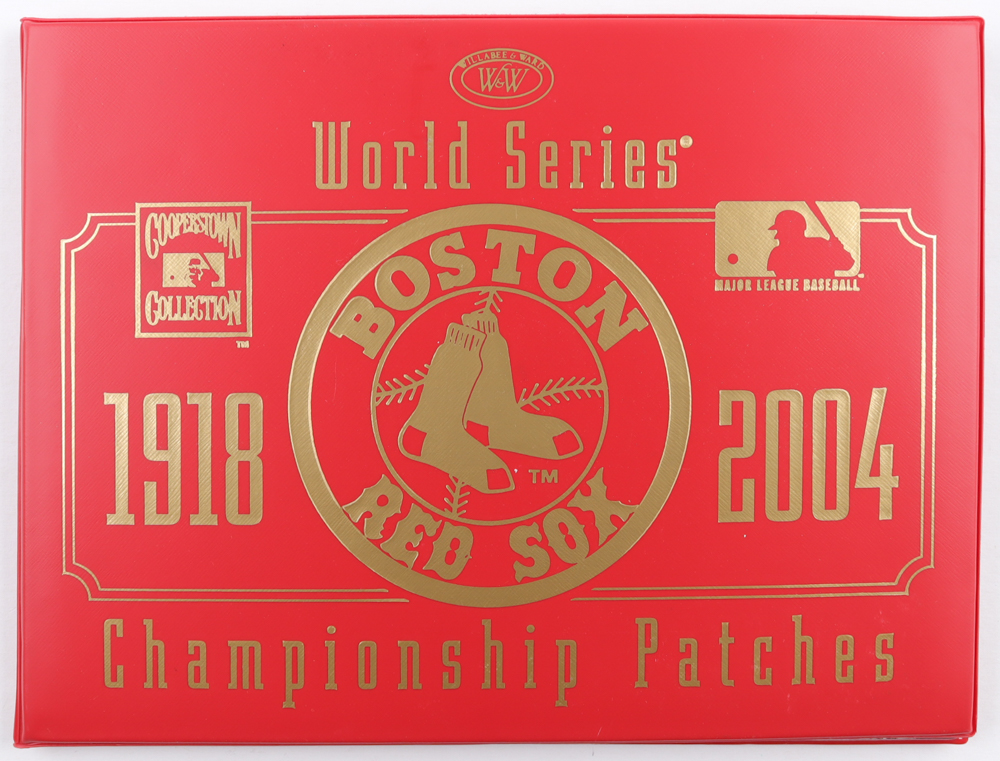 WILLABEE & WARD
W&W
World Series®
COOPERSTOWN
COLLECTION
TM
MAJOR LEAGUE BASEBALL
BOSTON
RED SOX
TM
1918
2004
Championship Patches